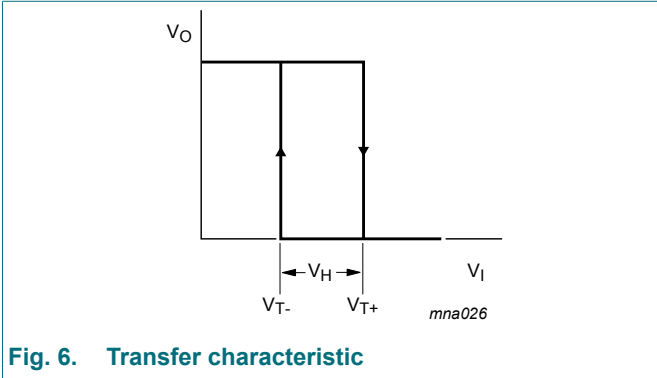 VO
VH
VI
VT-
VT+
mna026
Fig. 6. Transfer characteristic